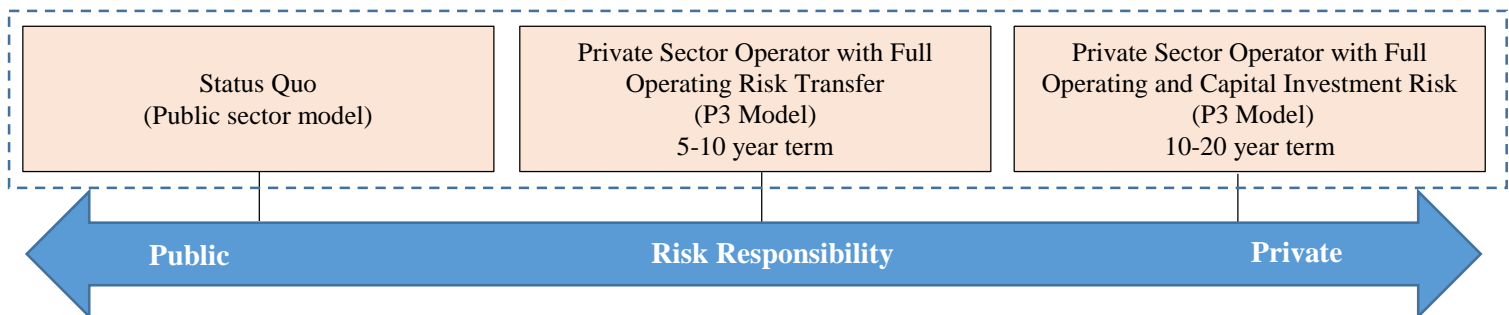 Status Quo
(Public sector model)
Private Sector Operator with Full
Operating Risk Transfer
(P3 Model)
5-10 year term
Private Sector Operator with Full
Operating and Capital Investment Risk
(P3 Model)
10-20 year term
Public
Risk Responsibility
Private